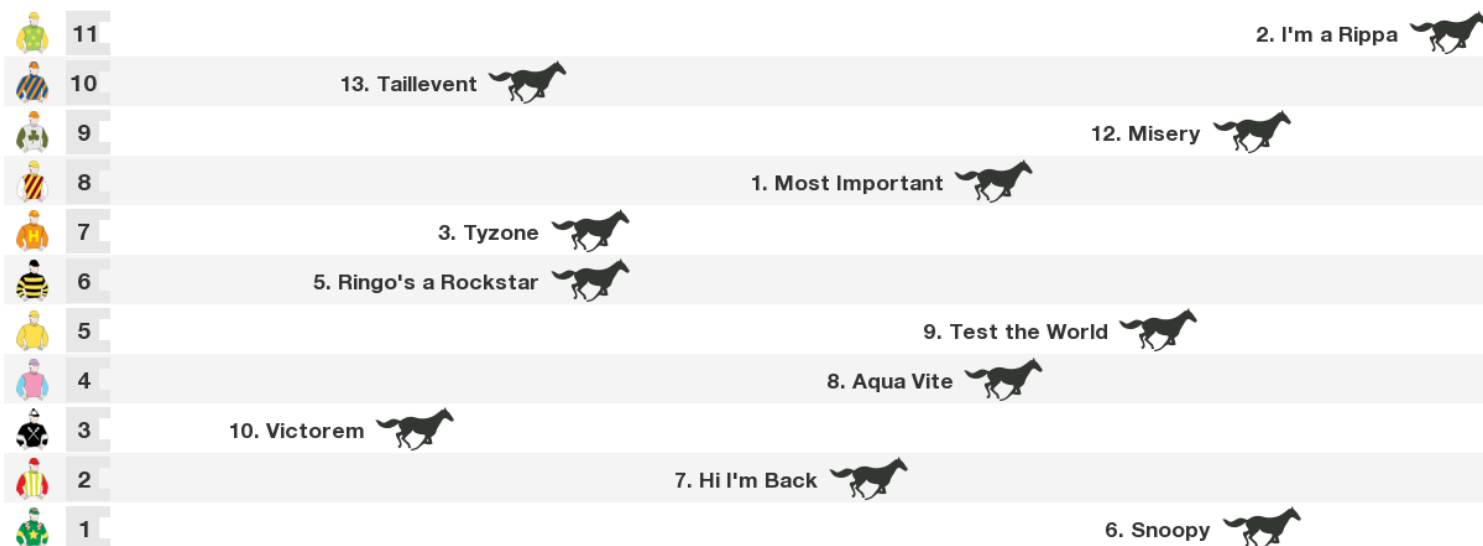 11 2. I'm a Rippa
10 13. Taillevent
9 12. Misery
8 1. Most Important
H 7 3. Tyzone
6 5. Ringo's a Rockstar
5 9. Test the World
4 8. Aqua Vite
3 10. Victorem
2 7. Hi I'm Back
1 6. Snoopy